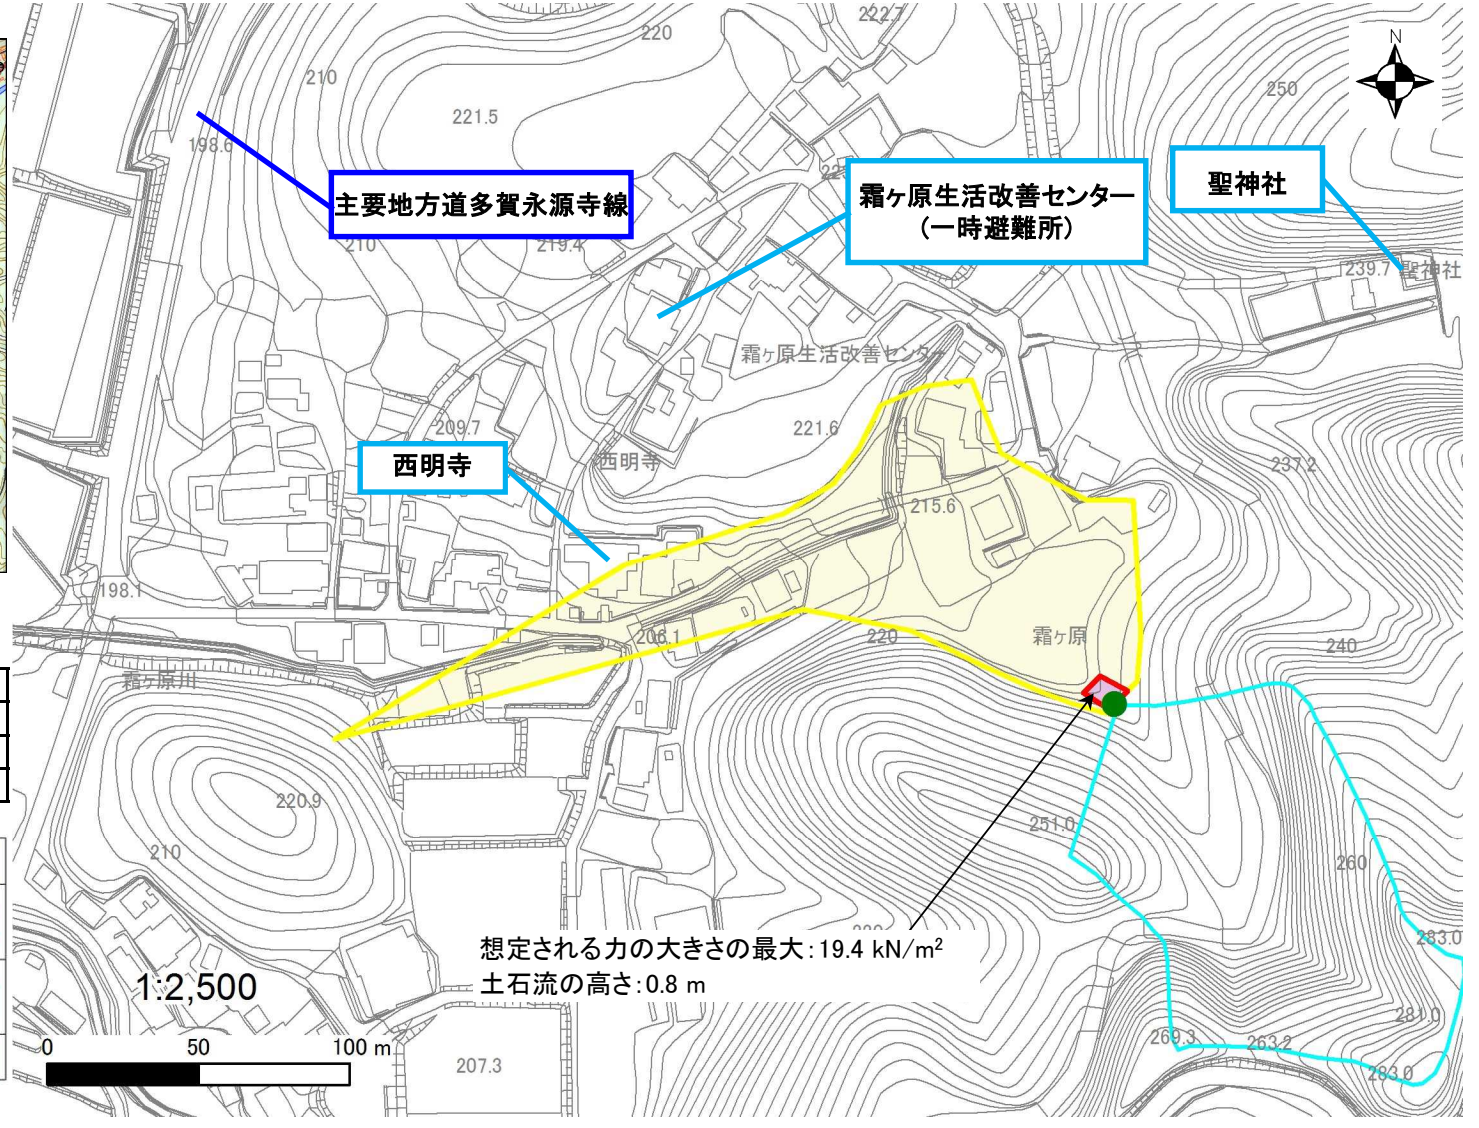 222.7
220
N
210
250
221.5
198.6
主要地方道多賀永源寺線
霜ヶ原生活改善センター
(一時避難所)
聖神社
210
219.4
239.7 聖神社
霜ヶ原生活改善センター
209.7
221.6
西明寺
西明寺
237.2
215.6
198.1
206.1
220
霜ヶ原
240
霜ヶ原川
220.9
251.0
210
260
想定される力の大きさの最大:19.4 kN/m²
283.0
土石流の高さ:0.8 m
1:2,500
281.0
269.3
263.2
0 50 100 m
207.3
283.0